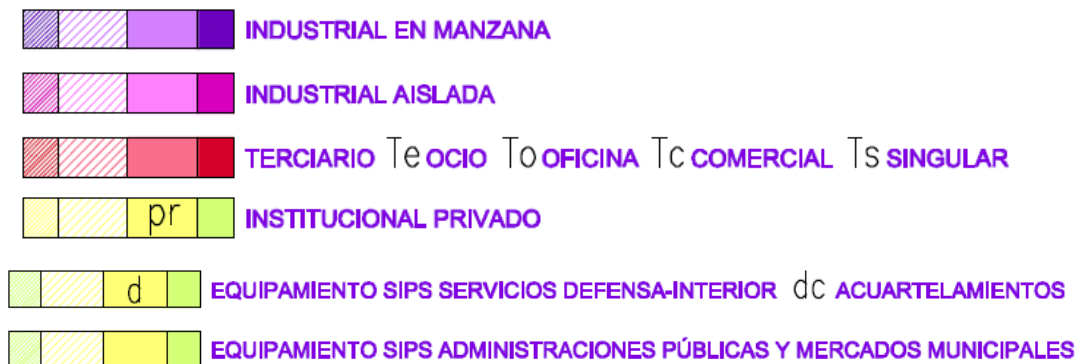 INDUSTRIAL EN MANZANA
INDUSTRIAL AISLADA
TERCIARIO Te OCIO To OFICINA Tc COMERCIAL Ts SINGULAR
pr INSTITUCIONAL PRIVADO
d EQUIPAMIENTO SIPS SERVICIOS DEFENSA-INTERIOR dc ACUARTELAMIENTOS
EQUIPAMIENTO SIPS ADMINISTRACIONES PÚBLICAS Y MERCADOS MUNICIPALES